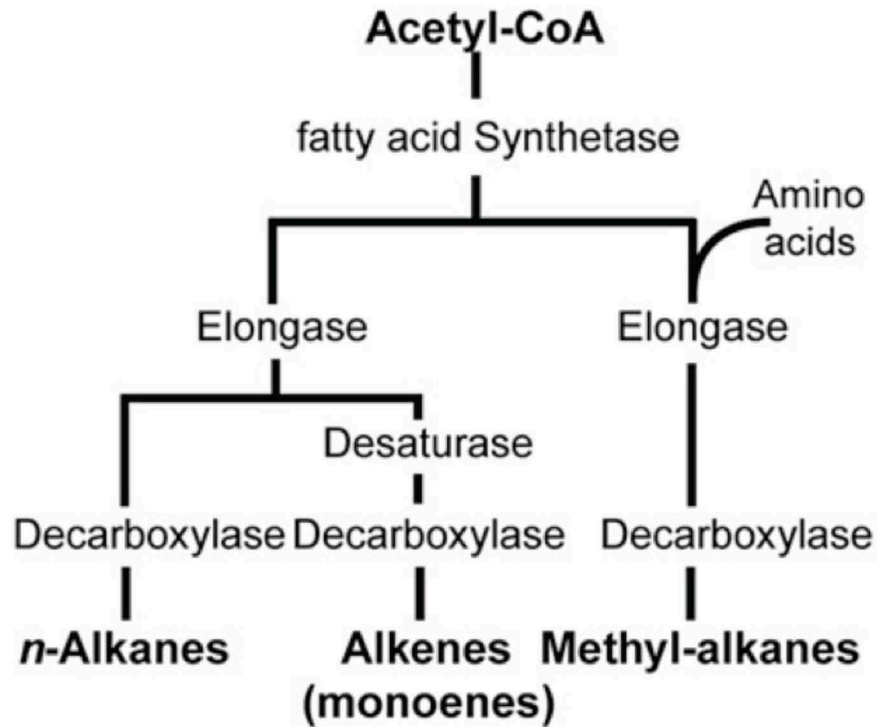 Acetyl-CoA
fatty acid Synthetase
Amino
acids
Elongase
Elongase
Desaturase
Decarboxylase Decarboxylase Decarboxylase
n-Alkanes Alkenes Methyl-alkanes
(monoenes)